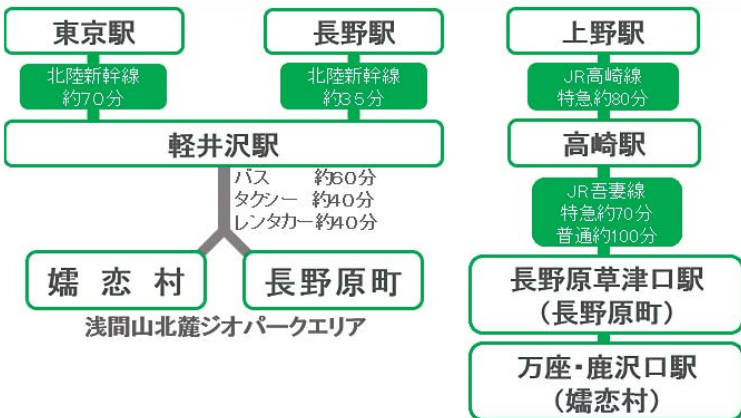 東京駅
長野駅
北陸新幹線
約70分
北陸新幹線
約35分
軽井沢駅
バス 約60分
タクシー 約40分
レンタカー約40分
嬬恋村
長野原町
浅間山北麓ジオパークエリア
上野駅
JR高崎線
特急約80分
高崎駅
JR吾妻線
特急約70分
普通約100分
長野原草津口駅
(長野原町)
万座・鹿沢口駅
(嬬恋村)